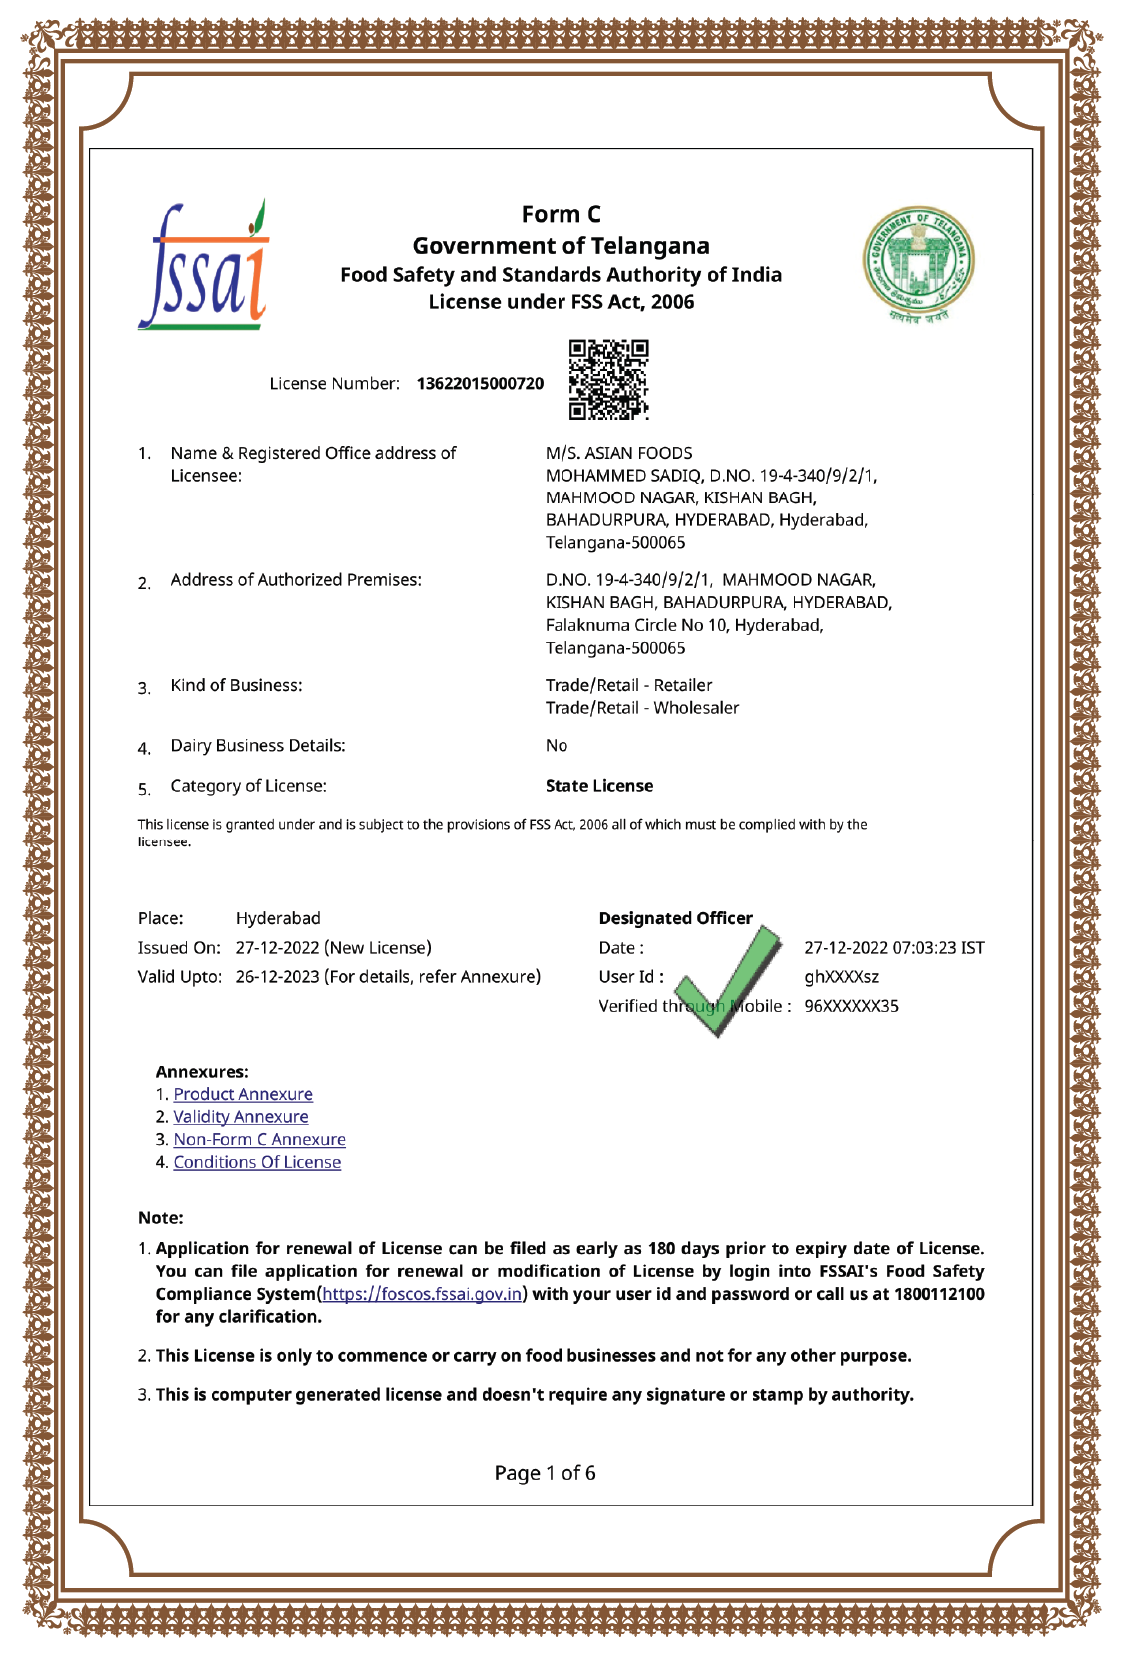 fssai
Form C
Government of Telangana
Food Safety and Standards Authority of India
License under FSS Act, 2006
GOVERNMENT OF TELANGANA
सत्यमेव जयते
License Number: 13622015000720
1. Name & Registered Office address of
Licensee:
M/S. ASIAN FOODS
MOHAMMED SADIQ, D.NO. 19-4-340/9/2/1,
MAHMOOD NAGAR, KISHAN BAGH,
BAHADURPURA, HYDERABAD, Hyderabad,
Telangana-500065
2. Address of Authorized Premises:
D.NO. 19-4-340/9/2/1, MAHMOOD NAGAR,
KISHAN BAGH, BAHADURPURA, HYDERABAD,
Falaknuma Circle No 10, Hyderabad,
Telangana-500065
3. Kind of Business:
Trade/Retail - Retailer
Trade/Retail - Wholesaler
4. Dairy Business Details: No
5. Category of License: State License
This license is granted under and is subject to the provisions of FSS Act, 2006 all of which must be complied with by the
licensee.
Place: Hyderabad
Issued On: 27-12-2022 (New License)
Valid Upto: 26-12-2023 (For details, refer Annexure)
Designated Officer
Date : 27-12-2022 07:03:23 IST
User Id : ghXXXXsz
Verified through Mobile : 96XXXXXX35
Annexures:
1. Product Annexure
2. Validity Annexure
3. Non-Form C Annexure
4. Conditions Of License
Note:
1. Application for renewal of License can be filed as early as 180 days prior to expiry date of License.
You can file application for renewal or modification of License by login into FSSAI's Food Safety
Compliance System(https://foscos.fssai.gov.in) with your user id and password or call us at 1800112100
for any clarification.
2. This License is only to commence or carry on food businesses and not for any other purpose.
3. This is computer generated license and doesn't require any signature or stamp by authority.
Page 1 of 6